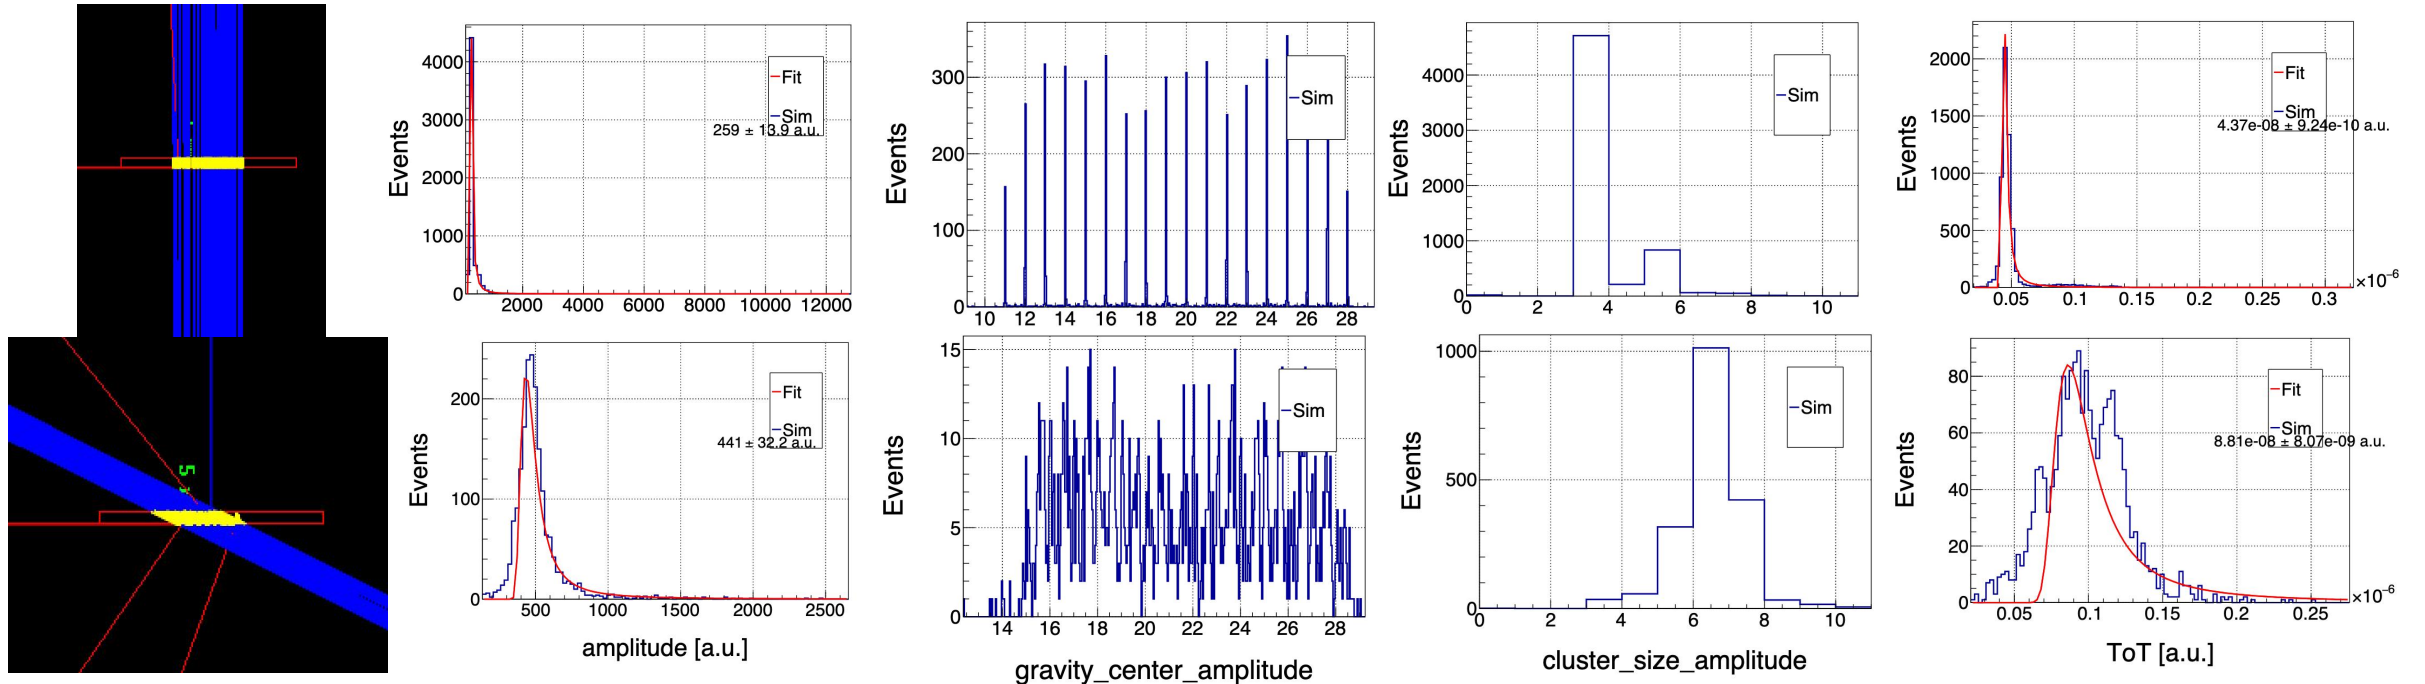 4000
3000
2000
1000
0
Events
2000 4000 6000 8000 10000 12000
Fit
Sim
259 ± 13.9 a.u.
300
200
100
0
Events
10 12 14 16 18 20 22 24 26 28
Sim
4000
3000
2000
1000
0
Events
0 2 4 6 8 10
Sim
2000
1500
1000
500
0
Events
0.05 0.1 0.15 0.2 0.25 0.3
×10⁻⁶
Fit
Sim
4.37e-08 ± 9.24e-10 a.u.
5
200
100
0
Events
500 1000 1500 2000 2500
amplitude [a.u.]
Fit
Sim
441 ± 32.2 a.u.
15
10
5
0
Events
14 16 18 20 22 24 26 28
gravity_center_amplitude
Sim
1000
500
0
Events
0 2 4 6 8 10
cluster_size_amplitude
Sim
80
60
40
20
0
Events
0.05 0.1 0.15 0.2 0.25
×10⁻⁶
ToT [a.u.]
Fit
Sim
8.81e-08 ± 8.07e-09 a.u.